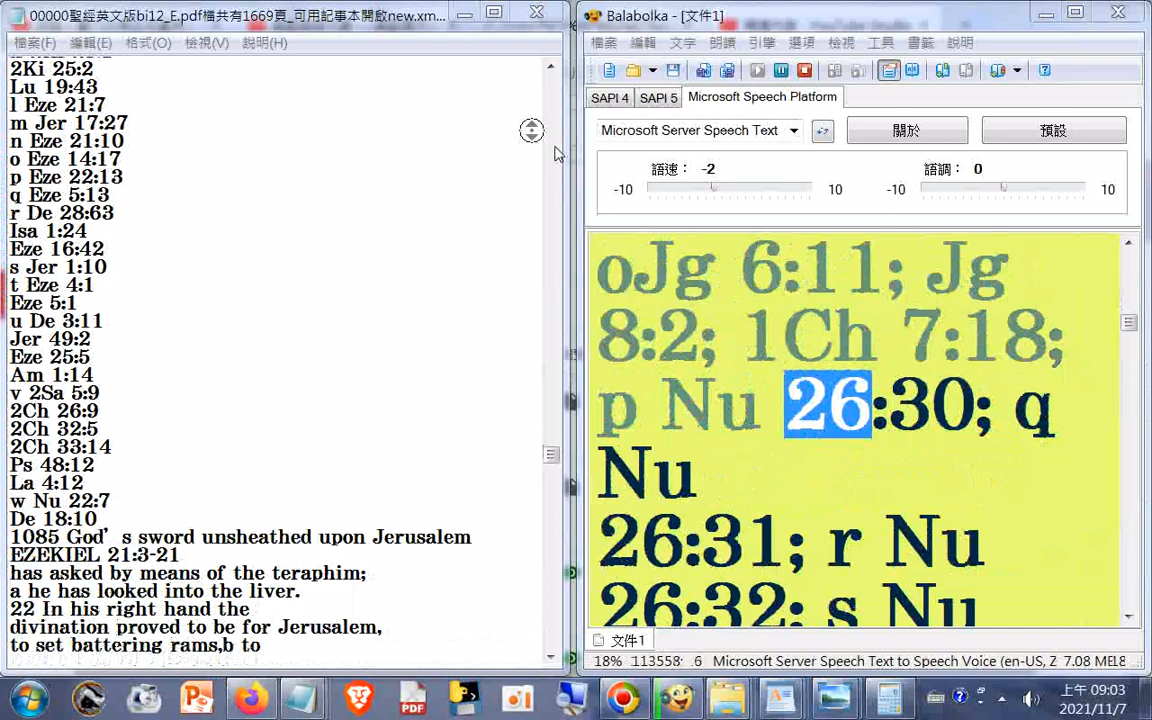 00000聖經英文版bi12_E.pdf檔共有1669頁_可用記事本開啟new.xm...
檔案(F) 編輯(E) 格式(O) 檢視(V) 說明(H)
2Ki 25:2
Lu 19:43
l Eze 21:7
m Jer 17:27
n Eze 21:10
o Eze 14:17
p Eze 22:13
q Eze 5:13
r De 28:63
Isa 1:24
Eze 16:42
s Jer 1:10
t Eze 4:1
Eze 5:1
u De 3:11
Jer 49:2
Eze 25:5
Am 1:14
v 2Sa 5:9
2Ch 26:9
2Ch 32:5
2Ch 33:14
Ps 48:12
La 4:12
w Nu 22:7
De 18:10
1085 God’s sword unsheathed upon Jerusalem
EZEKIEL 21:3-21
has asked by means of the teraphim;
a he has looked into the liver.
22 In his right hand the
divination proved to be for Jerusalem,
to set battering rams,b to
Balabolka - [文件1]
檔案 編輯 文字 朗讀 引擎 選項 檢視 工具 書籤 說明
SAPI 4 SAPI 5 Microsoft Speech Platform
Microsoft Server Speech Text 關於 預設
語速： -2 語調： 0
-10 10 -10 10
oJg 6:11; Jg
8:2; 1Ch 7:18;
p Nu 26:30; q
Nu
26:31; r Nu
26:32; s Nu
文件1
18% 113558: .6 Microsoft Server Speech Text to Speech Voice (en-US, Z 7.08 MEL8
上午 09:03
2021/11/7